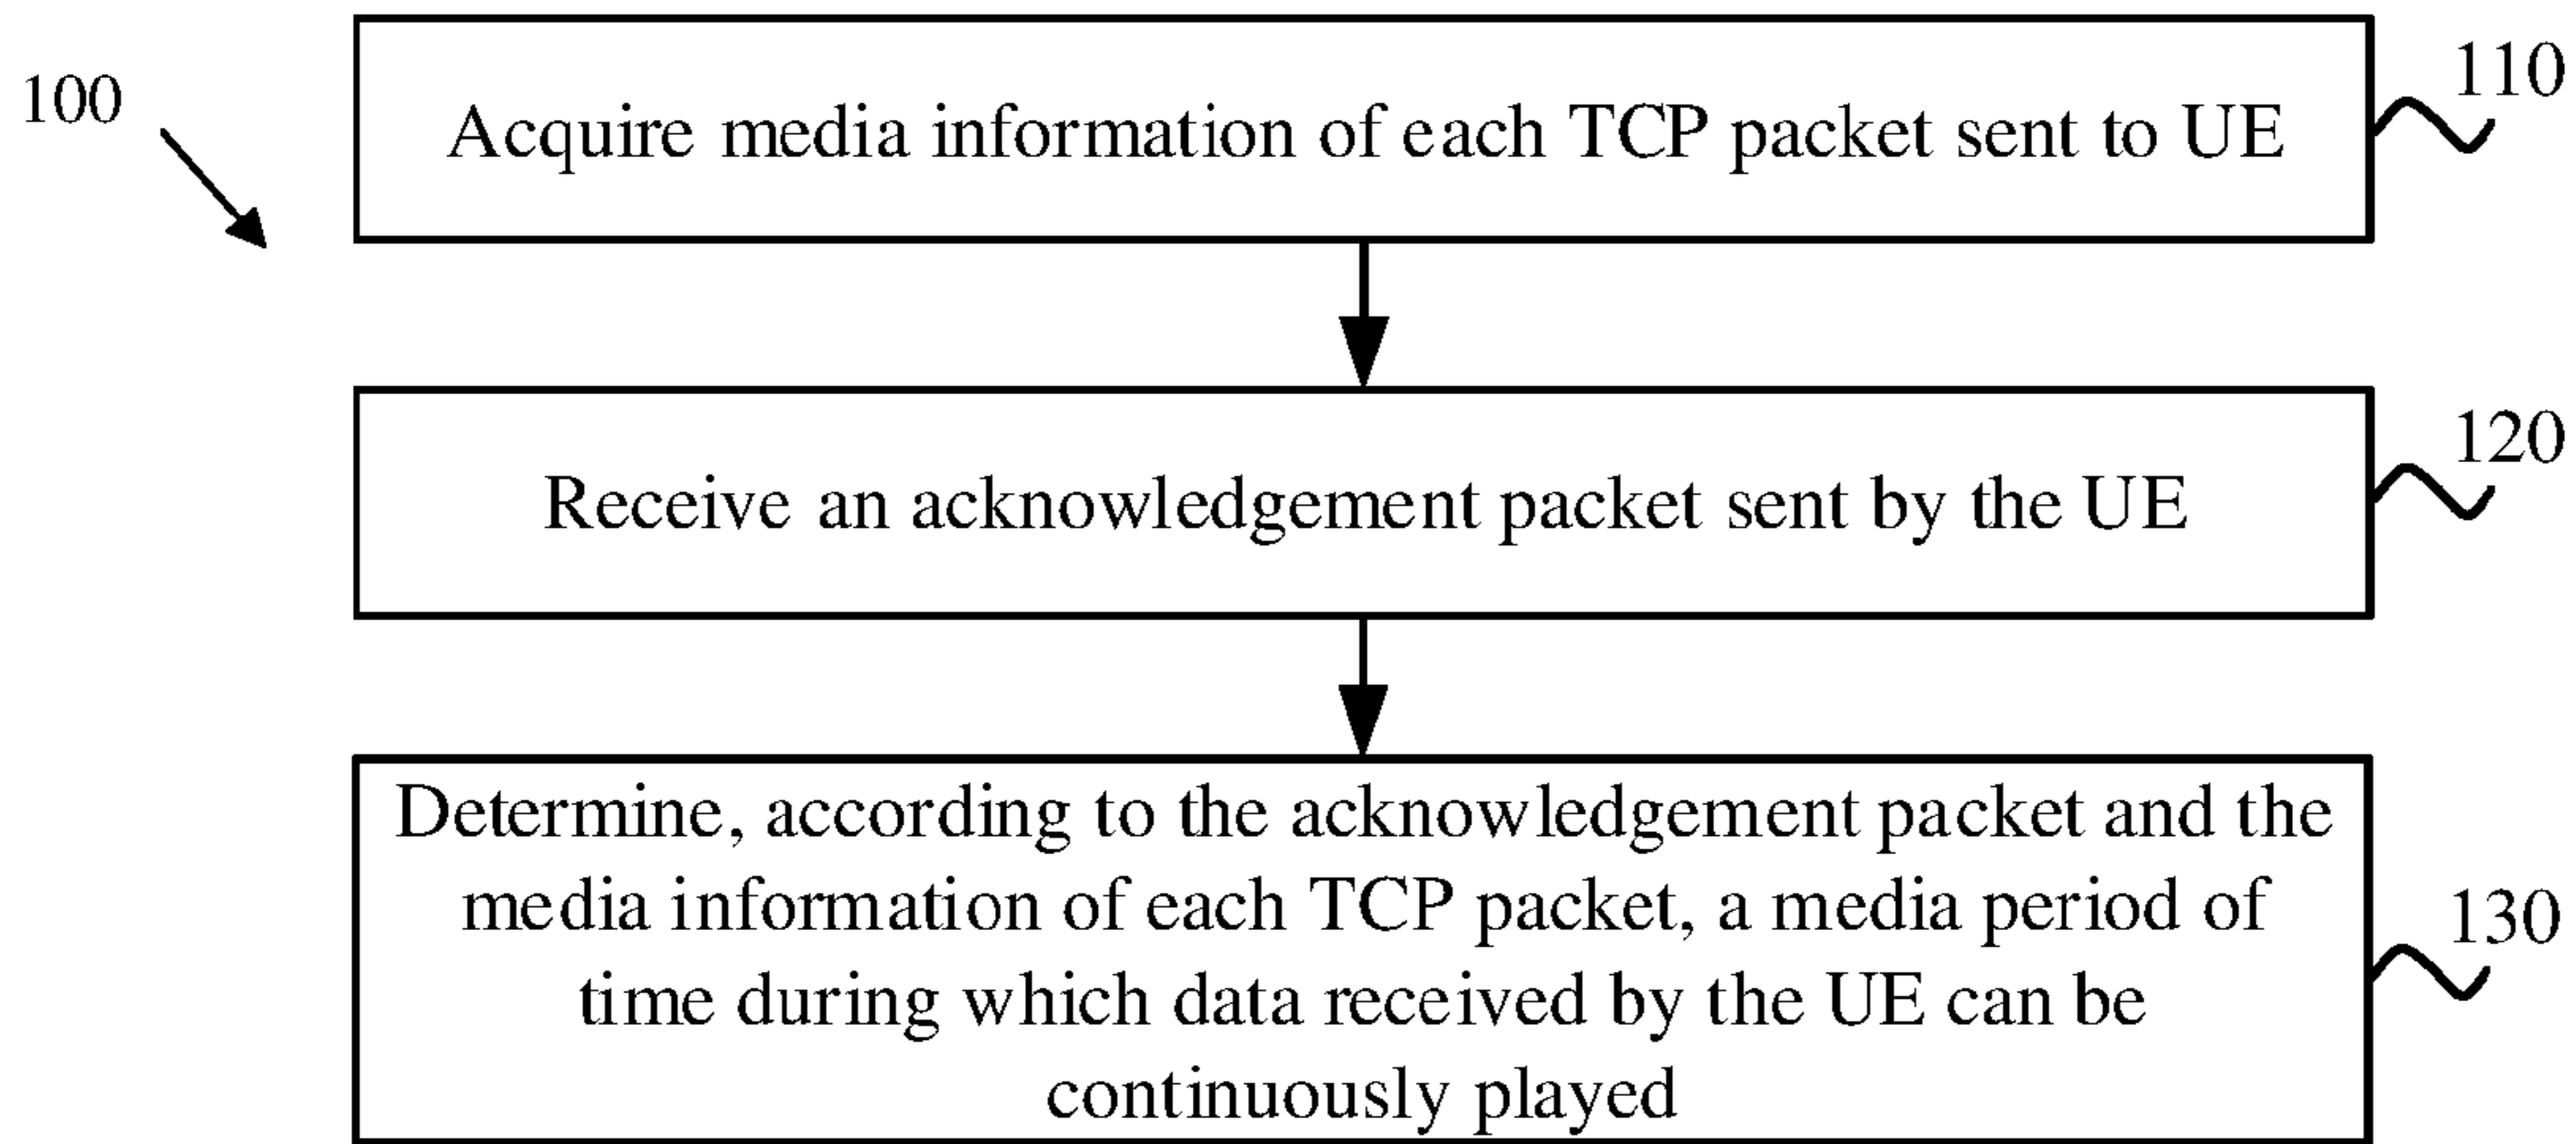 100
Acquire media information of each TCP packet sent to UE
110
Receive an acknowledgement packet sent by the UE
120
Determine, according to the acknowledgement packet and the
media information of each TCP packet, a media period of
time during which data received by the UE can be
continuously played
130